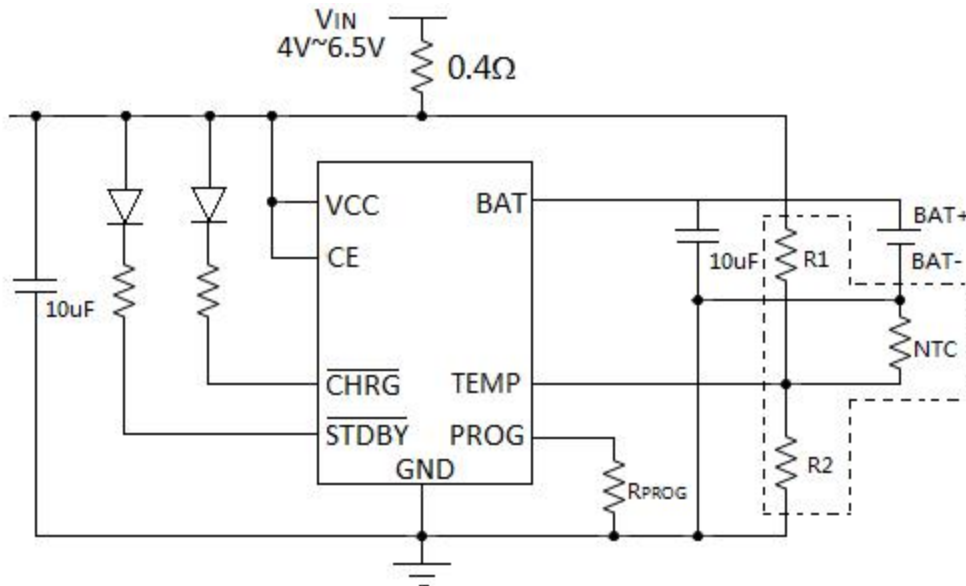 VIN
4V~6.5V
0.4Ω
VCC
BAT
BAT+
CE
BAT-
10uF
R1
10uF
NTC
CHRG
TEMP
STDBY
PROG
R2
GND
RPROG